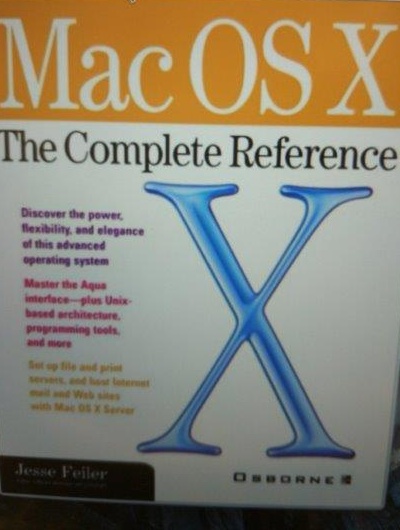 Mac OS X
The Complete Reference
Discover the power,
flexibility, and elegance
of this advanced
operating system
Master the Aqua
interface—plus Unix-
based architecture,
programming tools,
and more
Set up file and print
servers, and host Internet
mail and Web sites
with Mac OS X Server
X
Jesse Feiler
OSBORNE